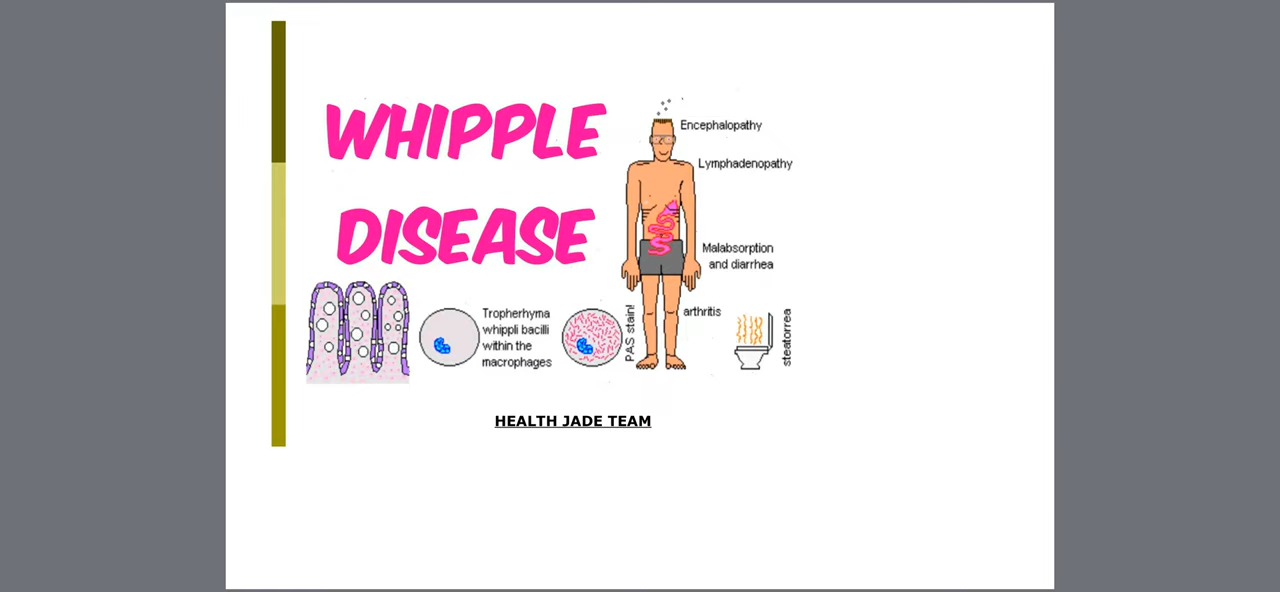 WHIPPLE
DISEASE
Encephalopathy
Lymphadenopathy
Malabsorption
and diarrhea
Tropherhyma
whippli bacilli
within the
macrophages
PAS stain!
arthritis
steatorrea
HEALTH JADE TEAM